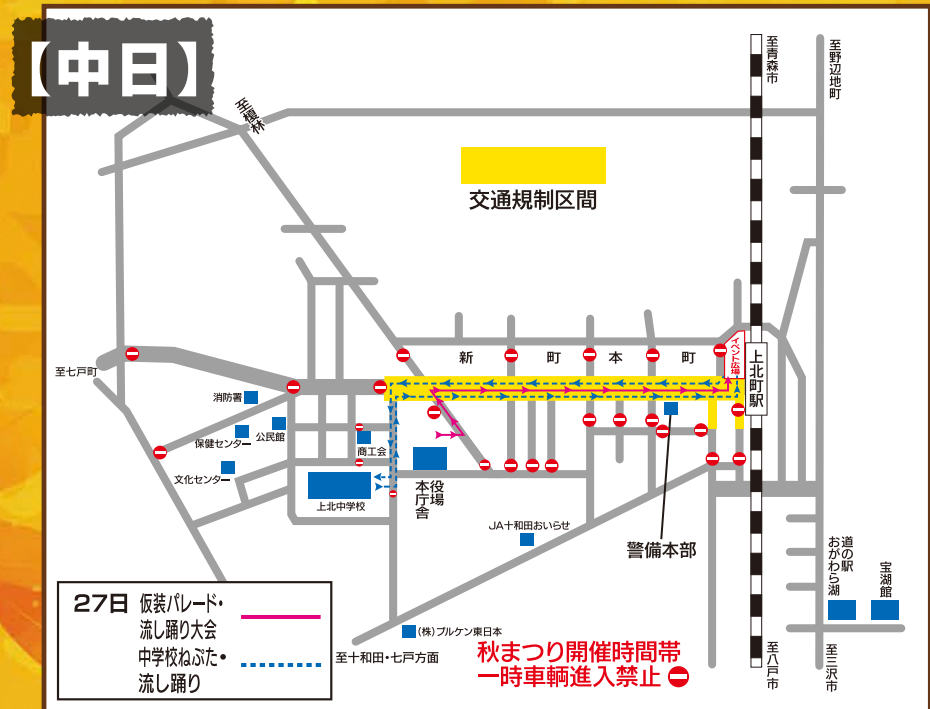 【中日】
至青森市
至野辺地町
至榎林
交通規制区間
新町本町
イベント広場
上北町駅
至七戸町
消防署
公民館
保健センター
文化センター
商工会
上北中学校
役場
本庁舎
JA十和田おいらせ
警備本部
道の駅
おがわら湖
宝湖館
(株)ブルケン東日本
至十和田・七戸方面
至八戸市
至三沢市
秋まつり開催時間帯
一時車輌進入禁止
27日 仮装パレード・
流し踊り大会
中学校ねぶた・
流し踊り